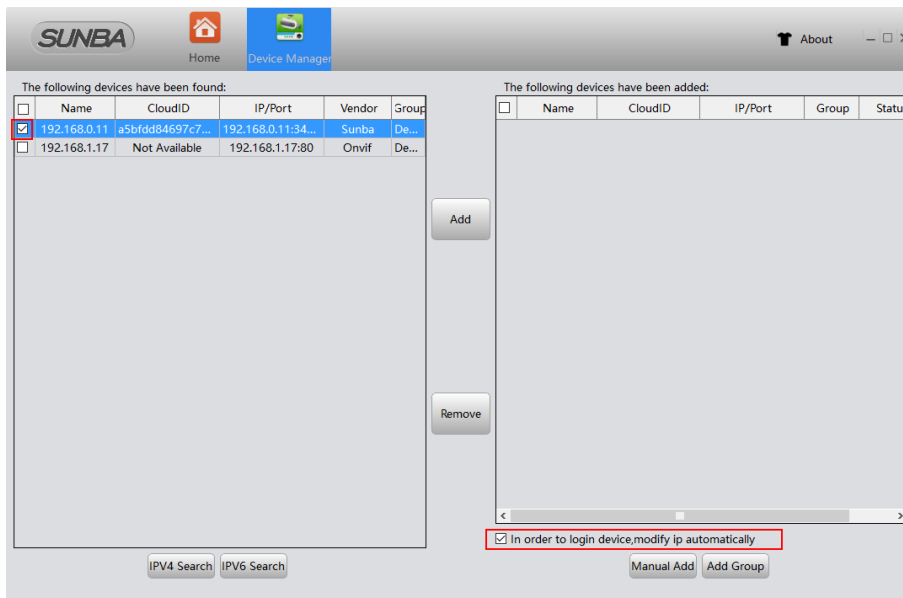 SUNBA
Home
Device Manager
About
The following devices have been found:
Name CloudID IP/Port Vendor Group
192.168.0.11 a5bfdd84697c7... 192.168.0.11:34... Sunba De...
192.168.1.17 Not Available 192.168.1.17:80 Onvif De...
IPV4 Search IPV6 Search
Add
Remove
The following devices have been added:
Name CloudID IP/Port Group Statu
In order to login device,modify ip automatically
Manual Add Add Group